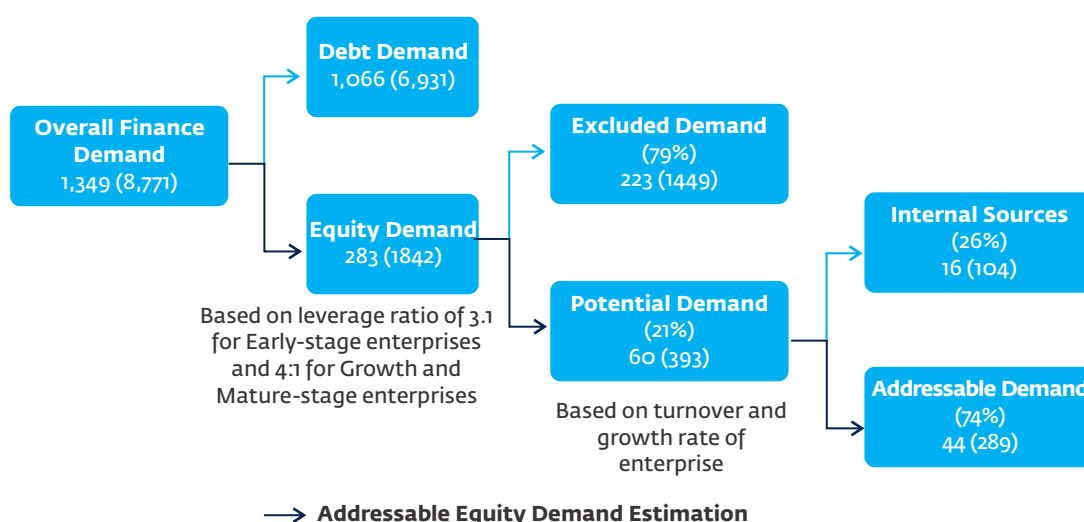 Debt Demand
1,066 (6,931)
Overall Finance
Demand
1,349 (8,771)
Equity Demand
283 (1842)
Based on leverage ratio of 3.1
for Early-stage enterprises
and 4:1 for Growth and
Mature-stage enterprises
Excluded Demand
(79%)
223 (1449)
Potential Demand
(21%)
60 (393)
Based on turnover and
growth rate of
enterprise
Internal Sources
(26%)
16 (104)
Addressable Demand
(74%)
44 (289)
Addressable Equity Demand Estimation